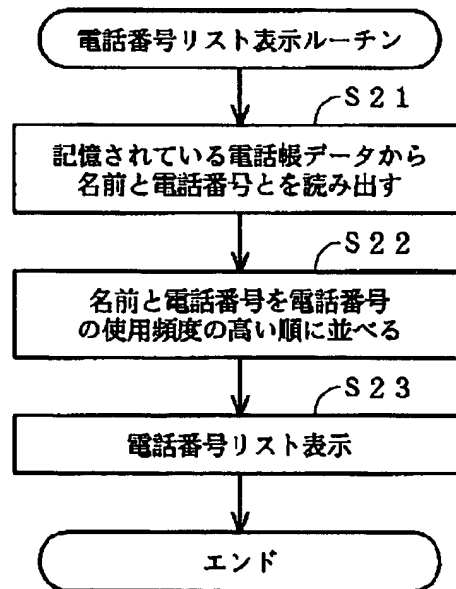 電話番号リスト表示ルーチン
S21
記憶されている電話帳データから
名前と電話番号とを読み出す
S22
名前と電話番号を電話番号
の使用頻度の高い順に並べる
S23
電話番号リスト表示
エンド